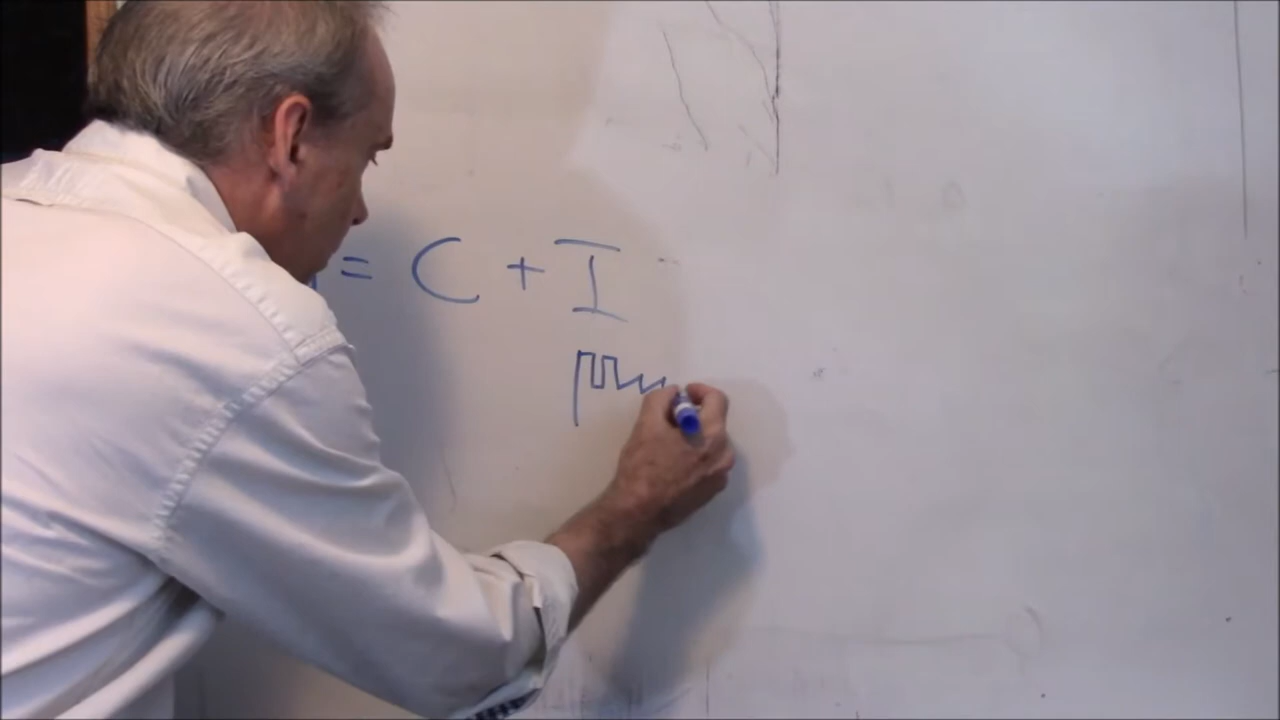 = C + I